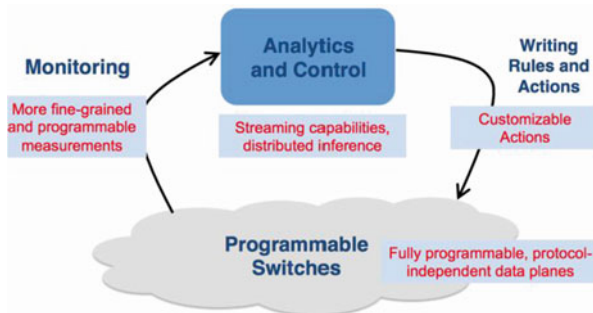 Monitoring
More fine-grained
and programmable
measurements
Analytics
and Control
Streaming capabilities,
distributed inference
Writing
Rules and
Actions
Customizable
Actions
Programmable
Switches
Fully programmable, protocol-
independent data planes